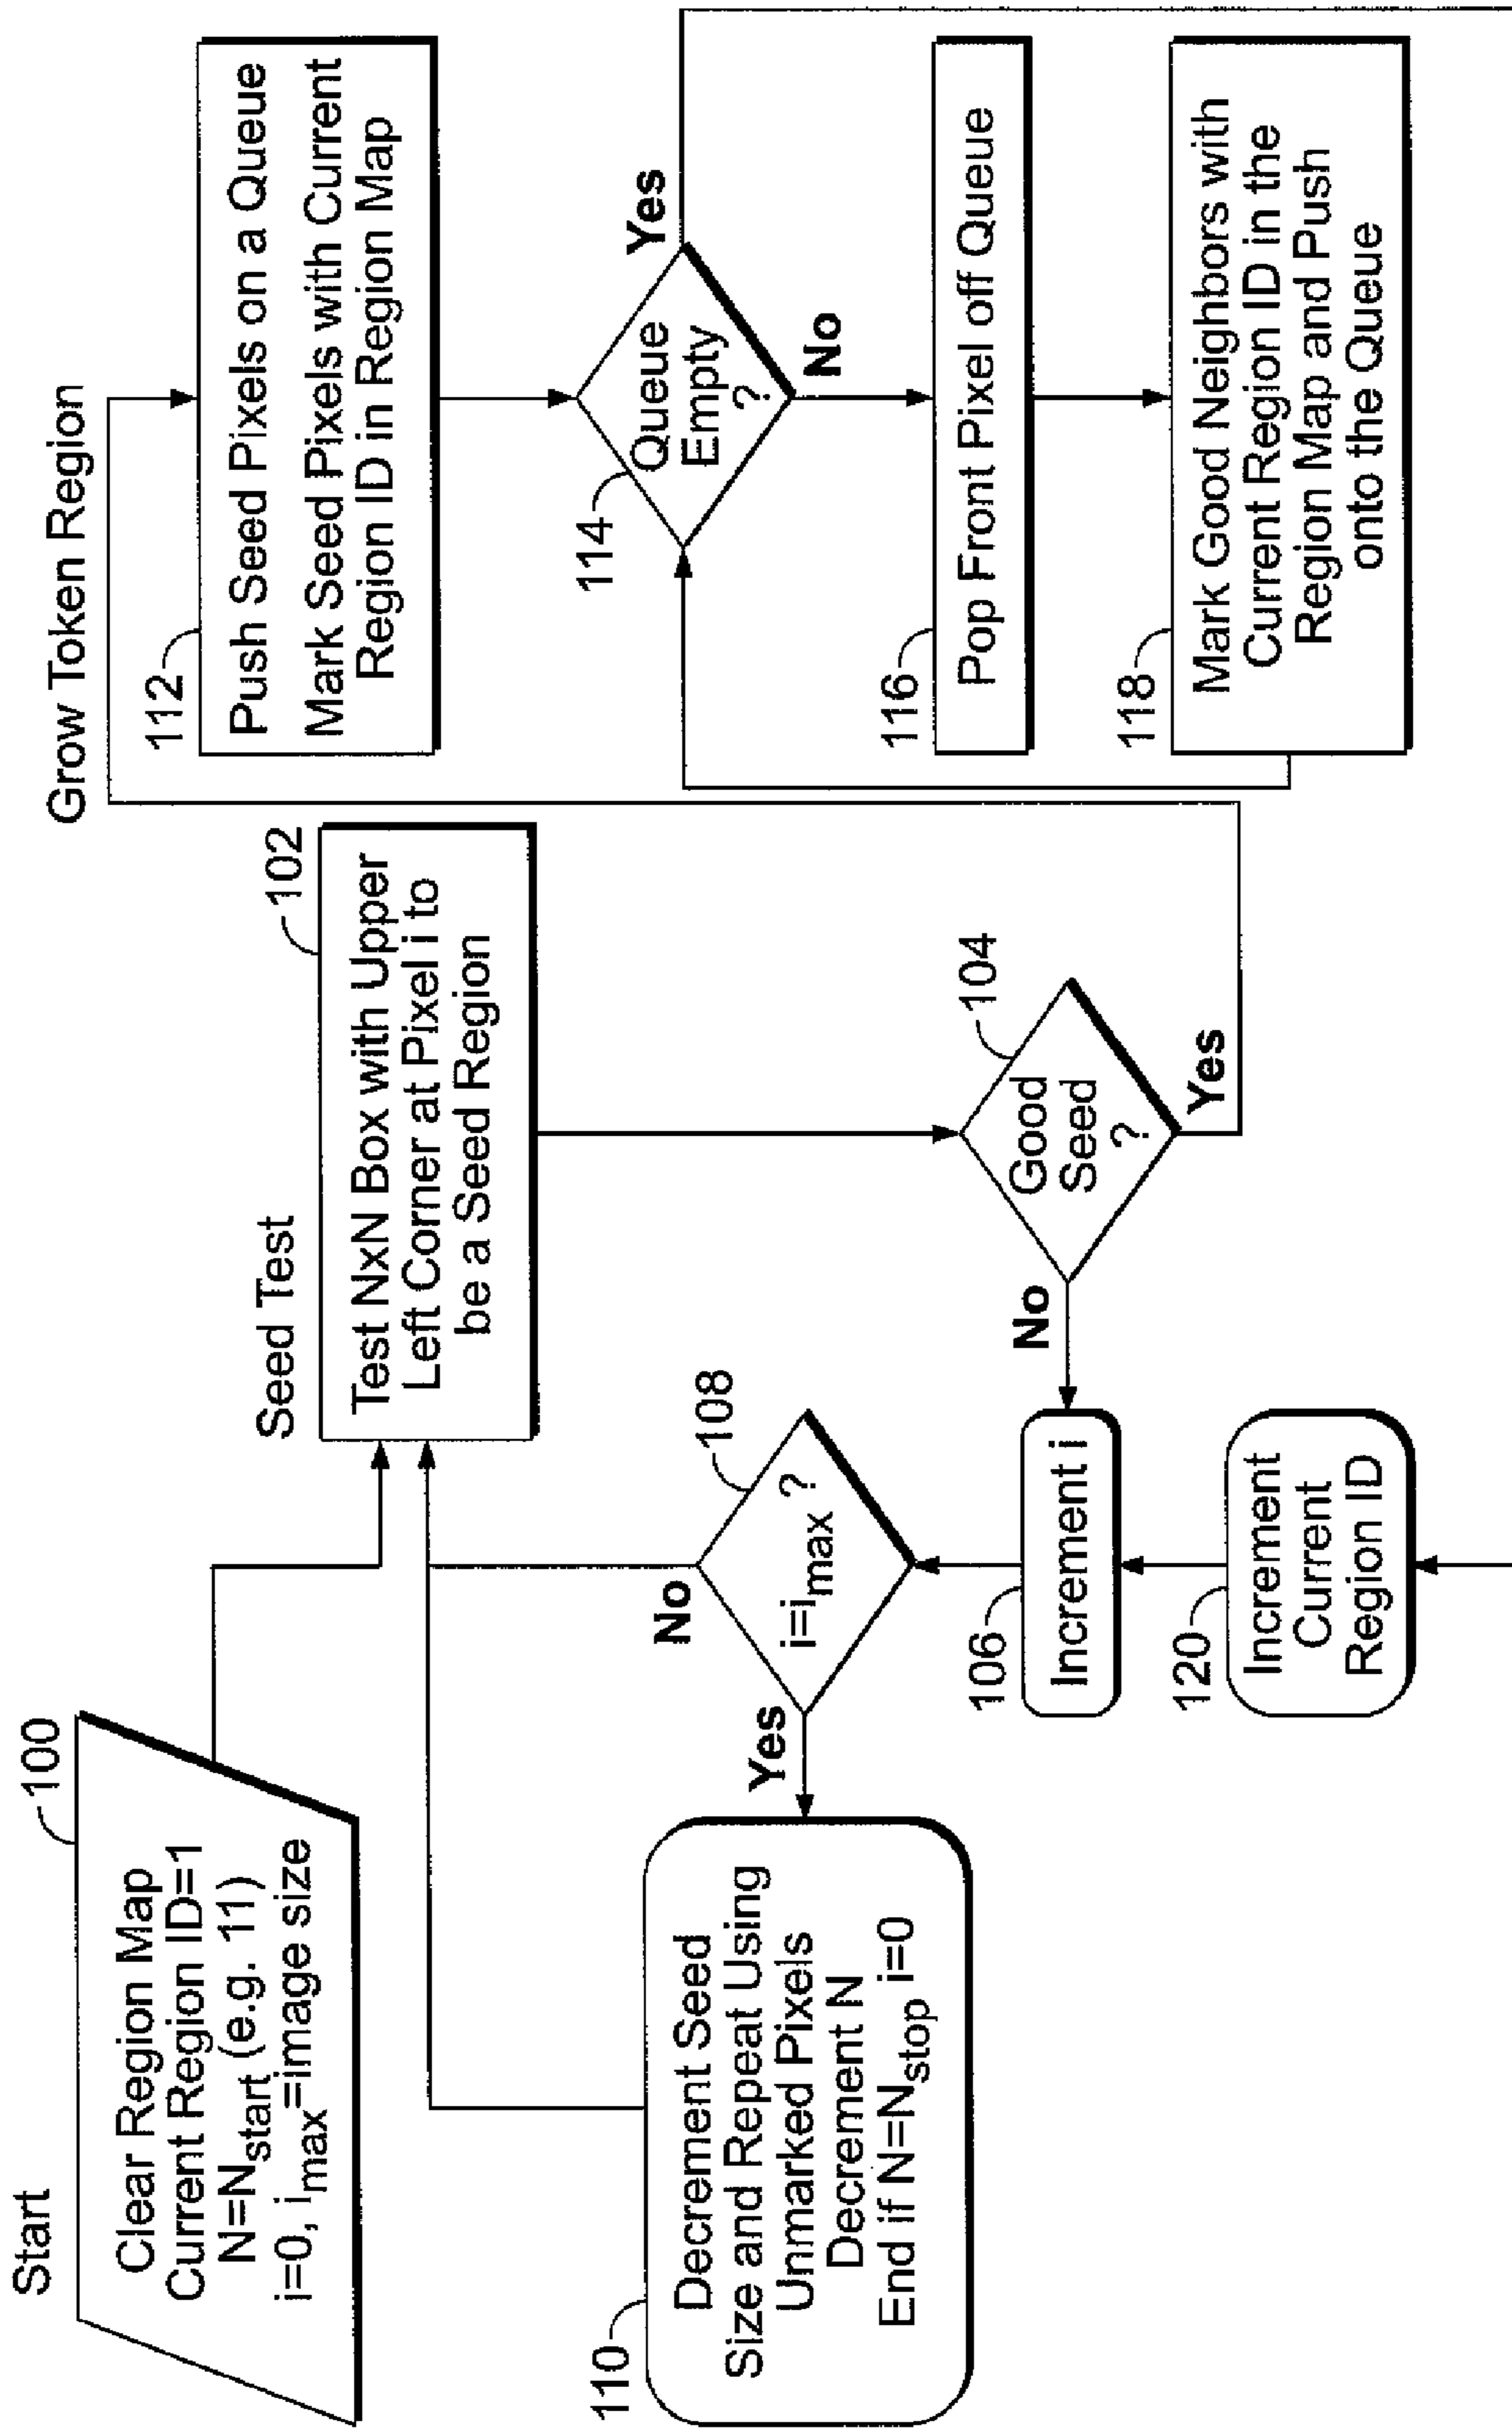 Start
100
Clear Region Map
Current Region ID=1
N=Nstart (e.g. 11)
i=0, imax=image size
Seed Test
102
Test NxN Box with Upper
Left Corner at Pixel i to
be a Seed Region
104
Good
Seed
?
No
Yes
106
Increment i
108
i=imax ?
No
Yes
110
Decrement Seed
Size and Repeat Using
Unmarked Pixels
Decrement N
End if N=Nstop i=0
Grow Token Region
112
Push Seed Pixels on a Queue
Mark Seed Pixels with Current
Region ID in Region Map
114
Queue
Empty
?
Yes
No
116
Pop Front Pixel off Queue
118
Mark Good Neighbors with
Current Region ID in the
Region Map and Push
onto the Queue
120
Increment
Current
Region ID